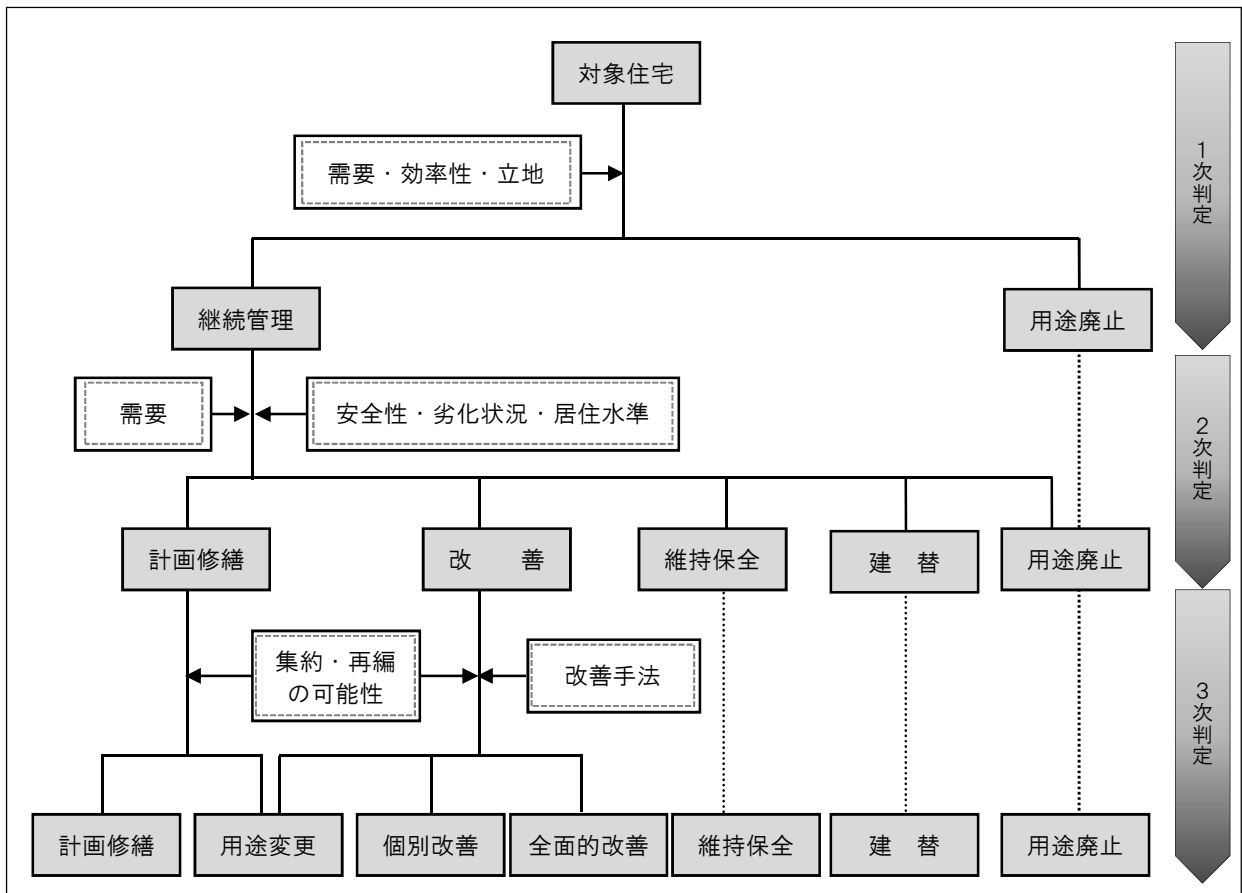 対象住宅
需要・効率性・立地
1次判定
継続管理
用途廃止
需要
安全性・劣化状況・居住水準
2次判定
計画修繕
改　善
維持保全
建　替
用途廃止
集約・再編
の可能性
改善手法
3次判定
計画修繕
用途変更
個別改善
全面的改善
維持保全
建　替
用途廃止